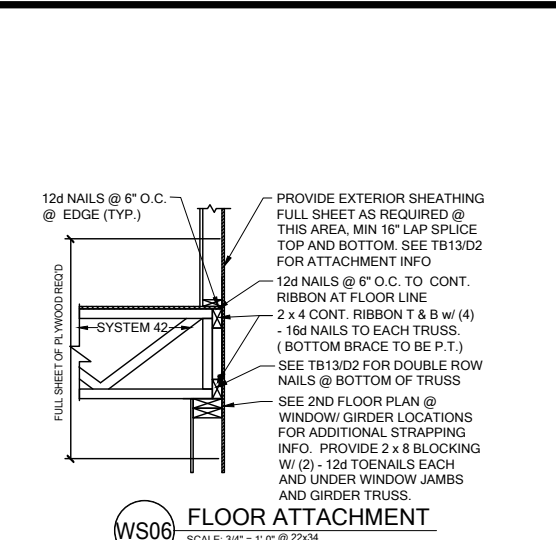 12d NAILS @ 6" O.C.
@ EDGE (TYP.)
PROVIDE EXTERIOR SHEATHING
FULL SHEET AS REQUIRED @
THIS AREA, MIN 16" LAP SPLICE
TOP AND BOTTOM. SEE TB13/D2
FOR ATTACHMENT INFO
12d NAILS @ 6" O.C. TO CONT.
RIBBON AT FLOOR LINE
2 x 4 CONT. RIBBON T & B w/ (4)
- 16d NAILS TO EACH TRUSS.
( BOTTOM BRACE TO BE P.T.)
SEE TB13/D2 FOR DOUBLE ROW
NAILS @ BOTTOM OF TRUSS
SEE 2ND FLOOR PLAN @
WINDOW/ GIRDER LOCATIONS
FOR ADDITIONAL STRAPPING
INFO. PROVIDE 2 x 8 BLOCKING
W/ (2) - 12d TOENAILS EACH
AND UNDER WINDOW JAMBS
AND GIRDER TRUSS.
FULL SHEET OF PLYWOOD REQ'D
SYSTEM 42
WS06
FLOOR ATTACHMENT
SCALE: 3/4" = 1'-0" @ 22x34